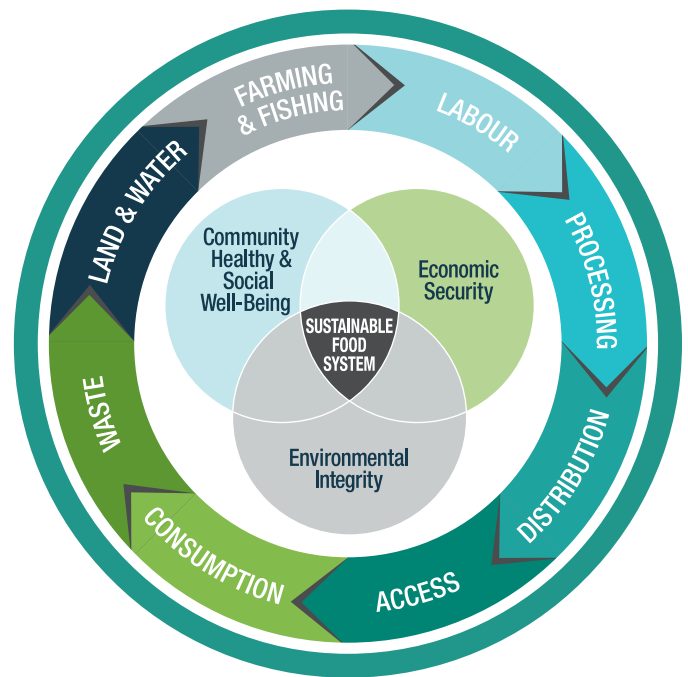 FARMING
& FISHING
LABOUR
PROCESSING
DISTRIBUTION
ACCESS
CONSUMPTION
WASTE
LAND & WATER
Community
Healthy &
Social
Well-Being
Economic
Security
SUSTAINABLE
FOOD
SYSTEM
Environmental
Integrity